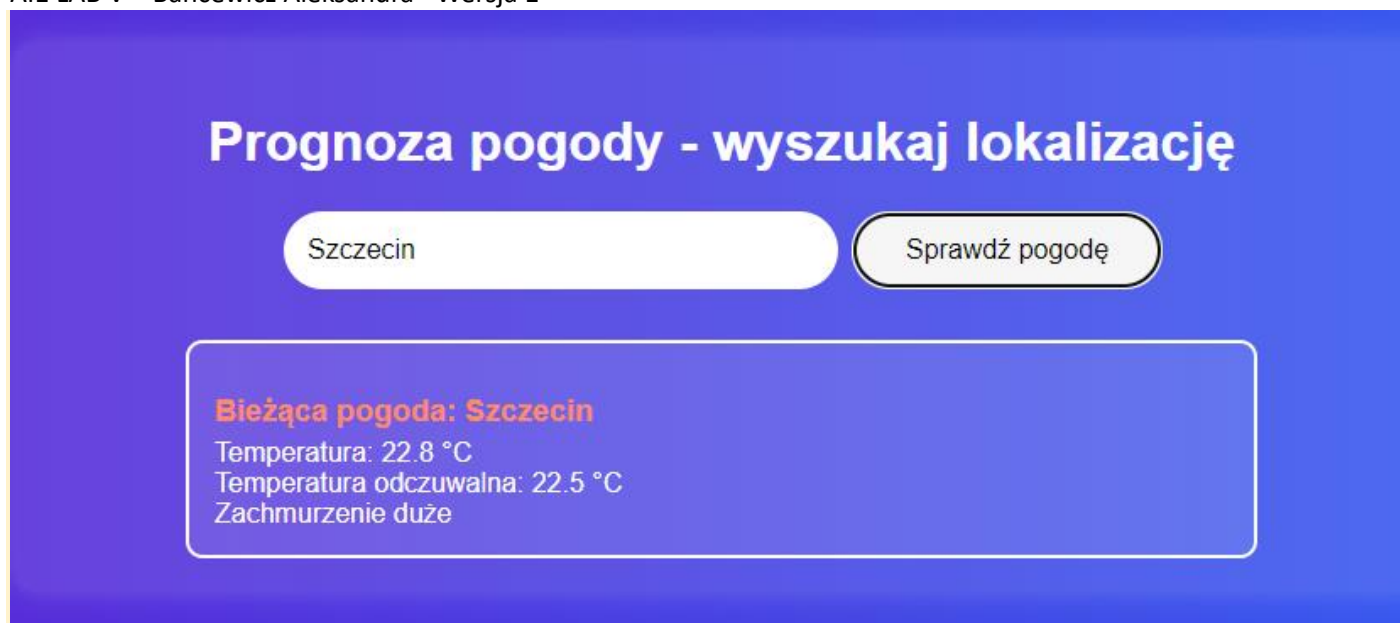 Prognoza pogody - wyszukaj lokalizację
Szczecin
Sprawdź pogodę
Bieżąca pogoda: Szczecin
Temperatura: 22.8 °C
Temperatura odczuwalna: 22.5 °C
Zachmurzenie duże